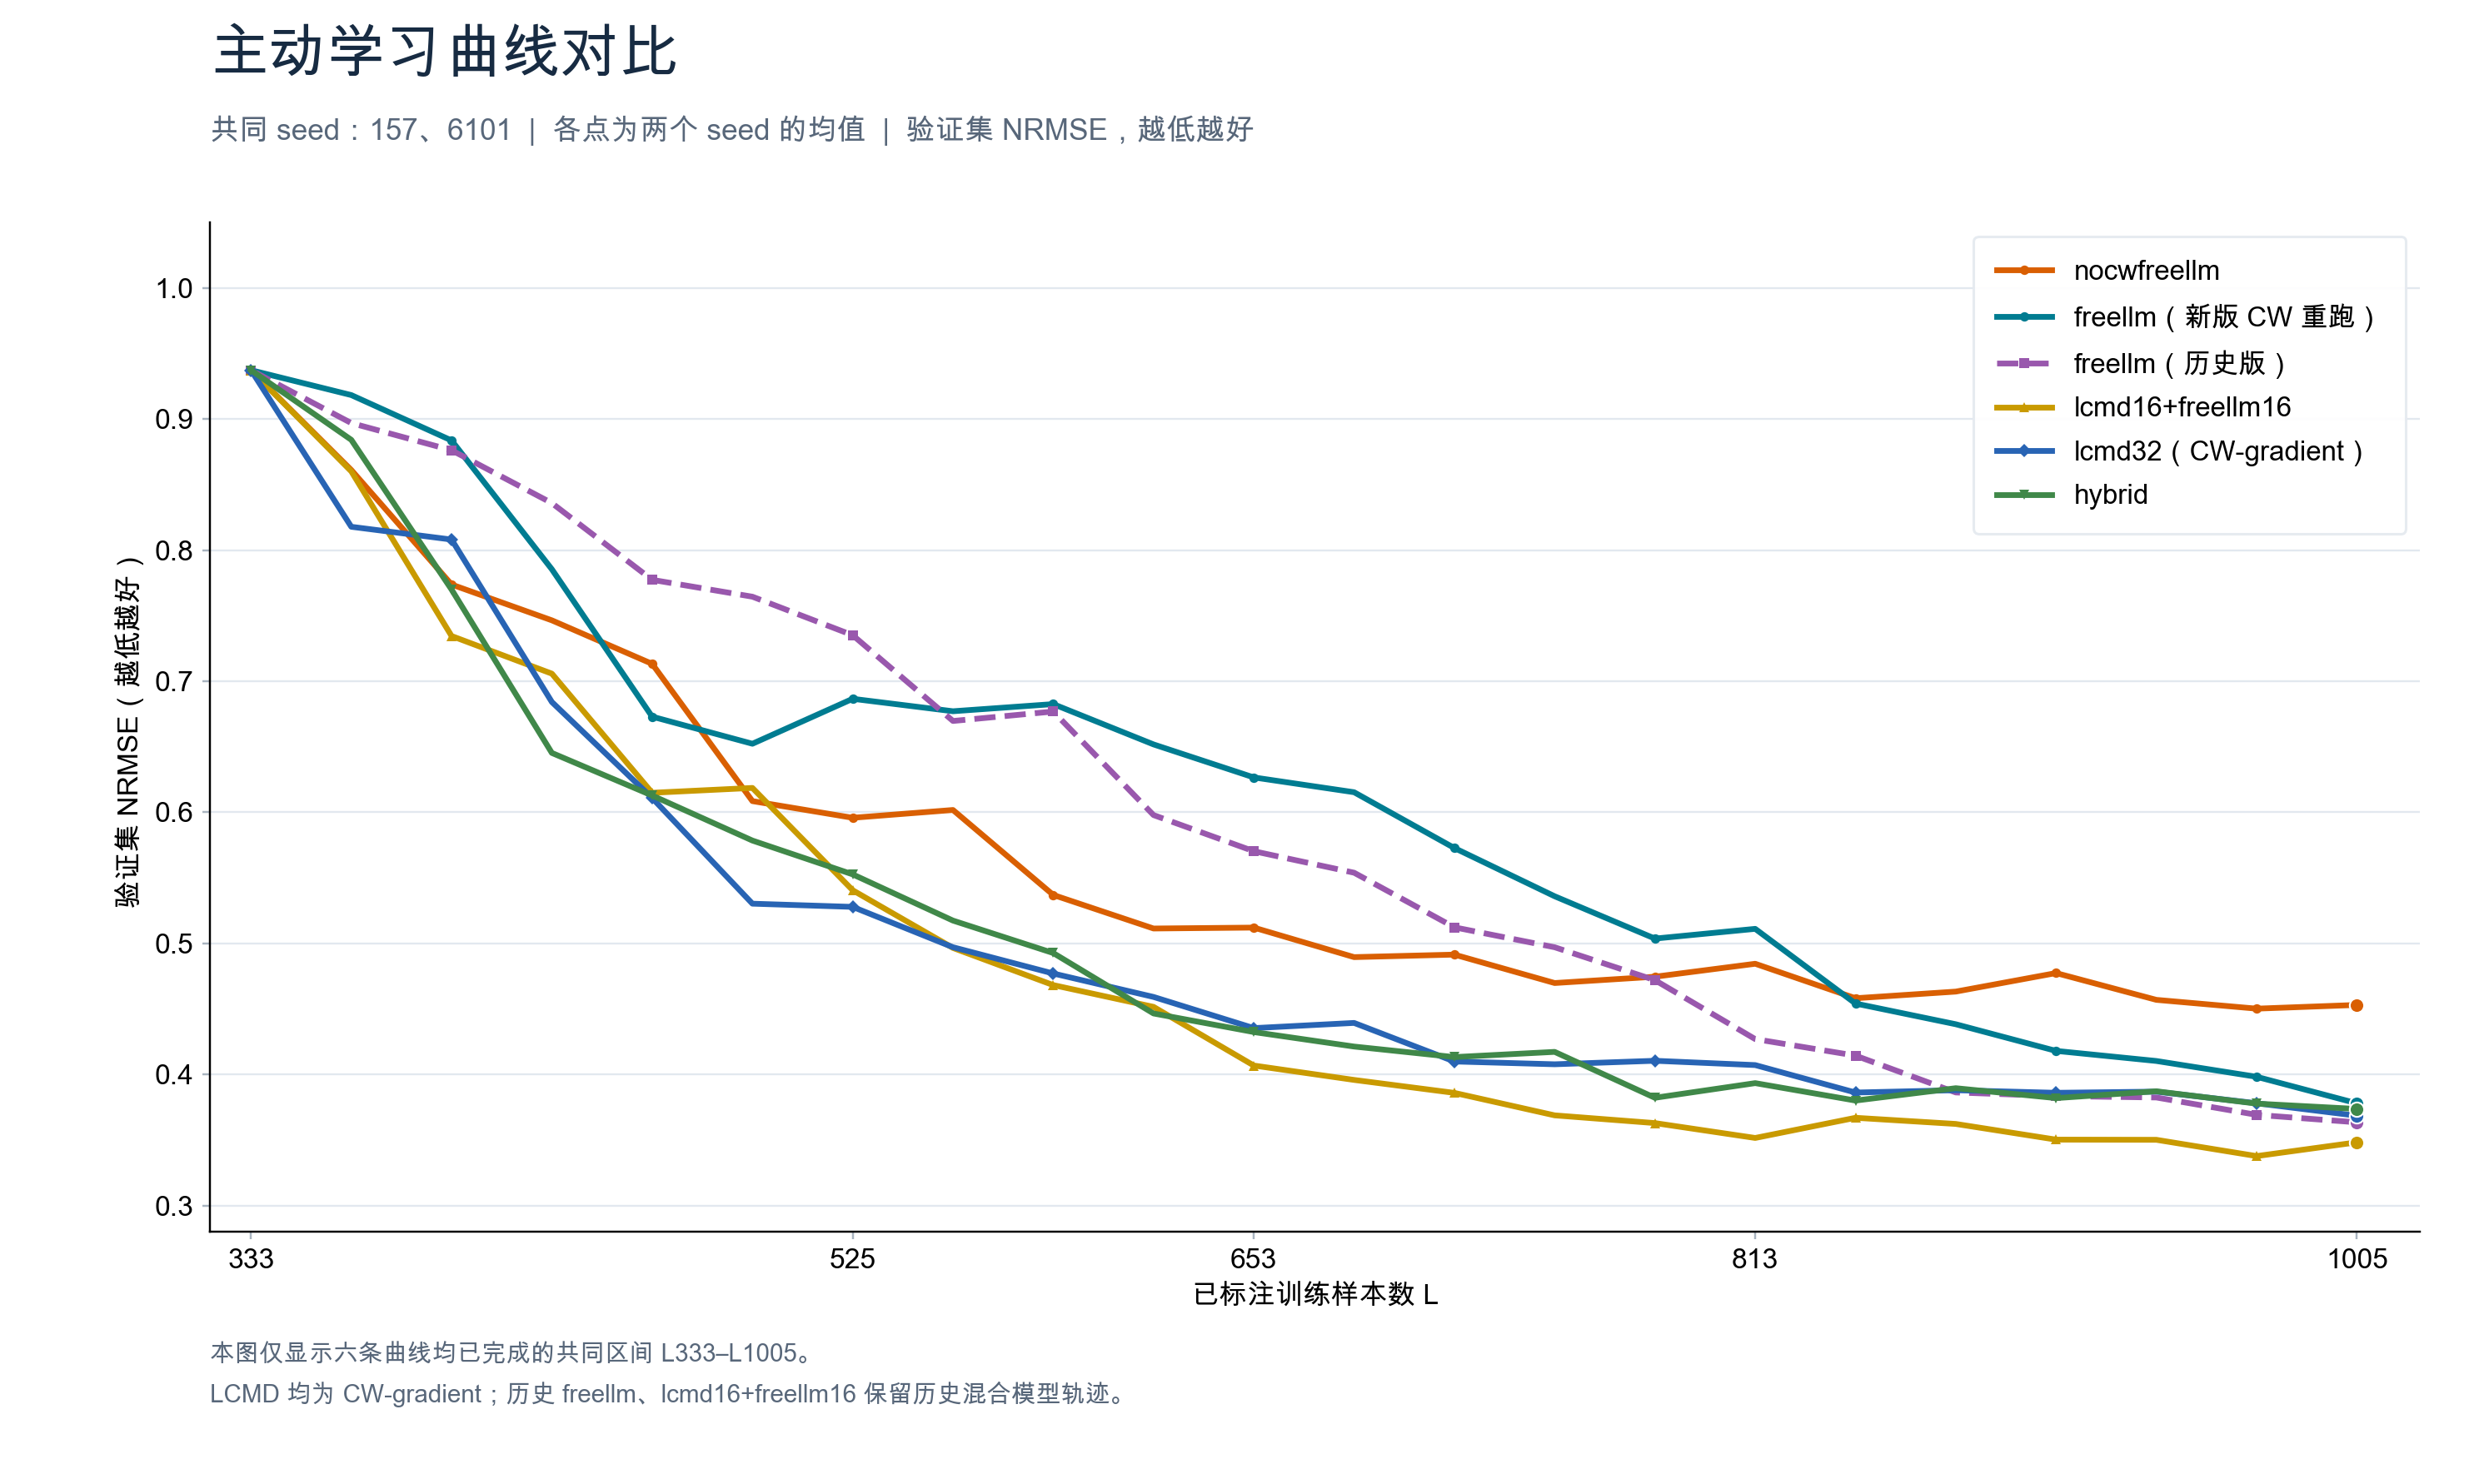 主动学习曲线对比
共同 seed：157、6101 | 各点为两个 seed 的均值 | 验证集 NRMSE，越低越好
验证集 NRMSE（越低越好）
1.0
0.9
0.8
0.7
0.6
0.5
0.4
0.3
nocwfreellm
freellm（新版 CW 重跑）
freellm（历史版）
lcmd16+freellm16
lcmd32（CW-gradient）
hybrid
333 525 653 813 1005
已标注训练样本数 L
本图仅显示六条曲线均已完成的共同区间 L333–L1005。
LCMD 均为 CW-gradient；历史 freellm、lcmd16+freellm16 保留历史混合模型轨迹。